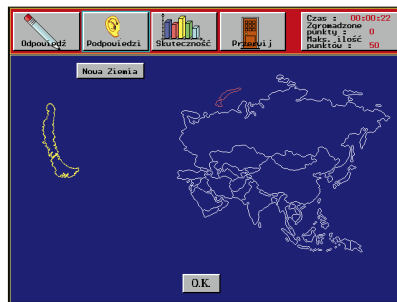 Odpowiedź
Podpowiedzi
Skuteczność
Przerwij
Czas : 00:00:22
Zgromadzone
punkty : 0
Maks. ilość
punktów : 50
Nowa Ziemia
O.K.